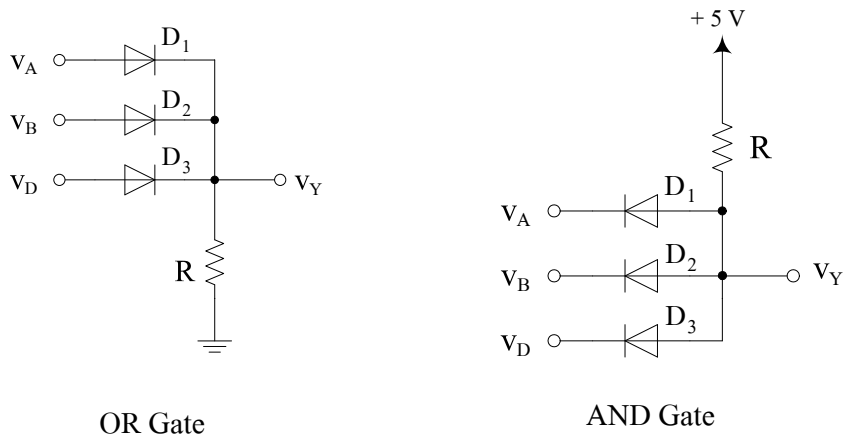 D1
vA
D2
vB
D3
vD
vY
R
OR Gate
+ 5 V
R
D1
vA
D2
vB
vY
D3
vD
AND Gate